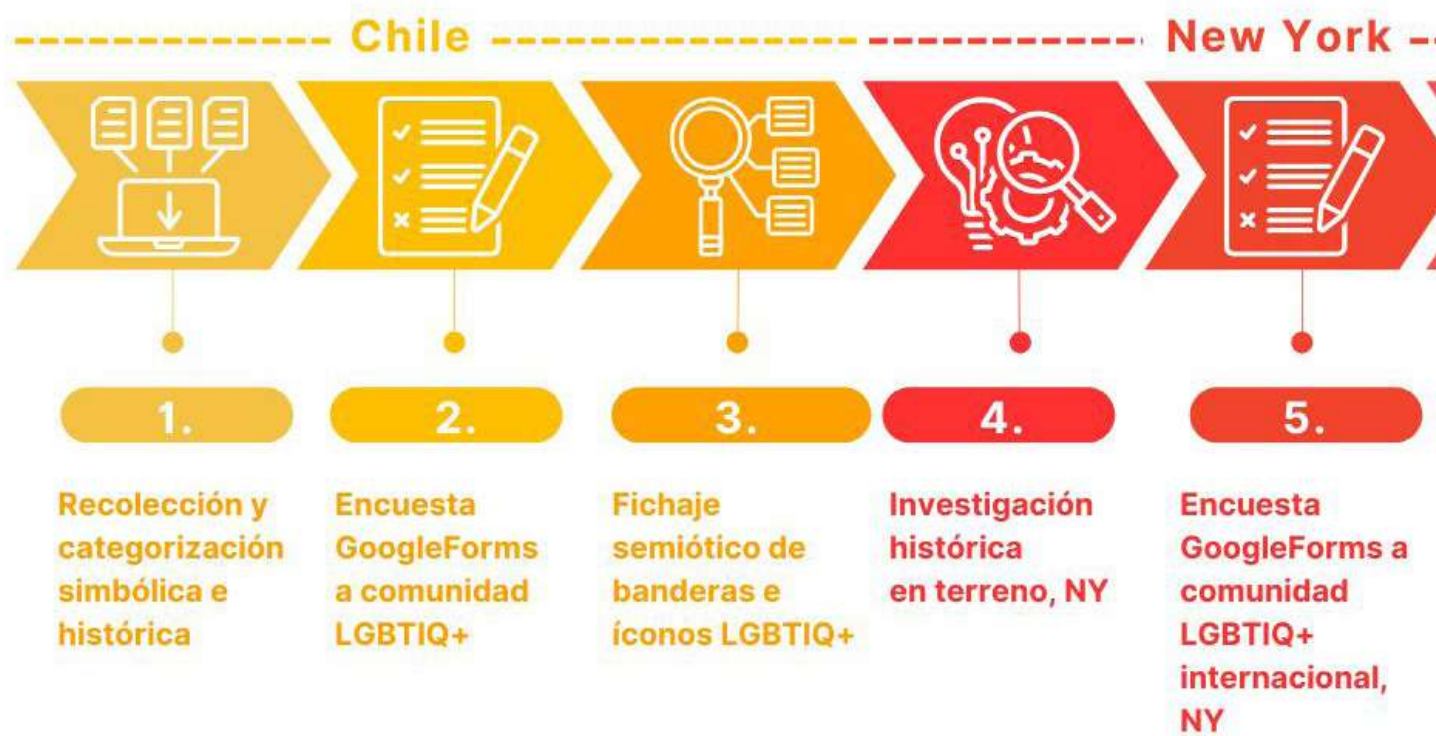 Chile
New York
1.
Recolección y
categorización
simbólica e
histórica
2.
Encuesta
GoogleForms
a comunidad
LGBTIQ+
3.
Fichaje
semiótico de
banderas e
íconos LGBTIQ+
4.
Investigación
histórica
en terreno, NY
5.
Encuesta
GoogleForms a
comunidad
LGBTIQ+
internacional,
NY